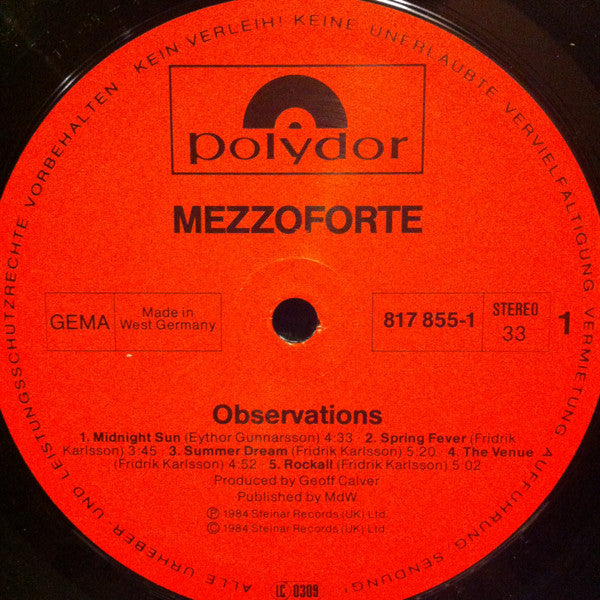 ALLE URHEBER- UND LEISTUNGSSCHUTZRECHTE VORBEHALTEN KEIN VERLEIH! KEINE UNERLAUBTE VERVIELFÄLTIGUNG VERMIETUNG AUFFÜHRUNG SENDUNG!
polydor
MEZZOFORTE
GEMA
Made in
West Germany
817 855-1
STEREO
33
1
Observations
1. Midnight Sun (Eythor Gunnarsson) 4:33 · 2. Spring Fever (Fridrik
Karlsson) 3:45 · 3. Summer Dream (Fridrik Karlsson) 5:20 · 4. The Venue
(Fridrik Karlsson) 4:52 · 5. Rockall (Fridrik Karlsson) 5:02
Produced by Geoff Calver
Published by MdW
Ⓟ 1984 Steinar Records (UK) Ltd.
Ⓒ 1984 Steinar Records (UK) Ltd.
LC 0309